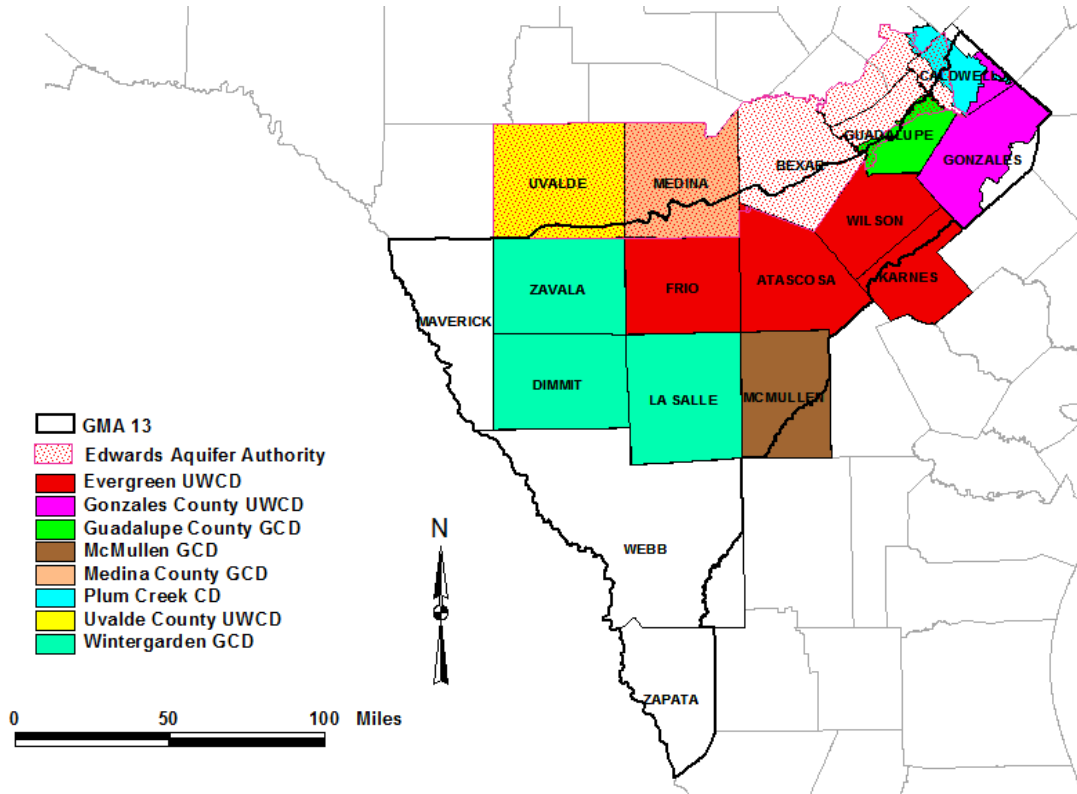 CALDWELL
GUADALUPE
BEXAR
GONZALES
UVALDE
MEDINA
WILSON
KARNES
ZAVALA
FRIO
ATASCOSA
MAVERICK
DIMMIT
LA SALLE
MCMULLEN
GMA 13
Edwards Aquifer Authority
Evergreen UWCD
Gonzales County UWCD
Guadalupe County GCD
McMullen GCD
Medina County GCD
Plum Creek CD
Uvalde County UWCD
Wintergarden GCD
N
WEBB
ZAPATA
0 50 100 Miles